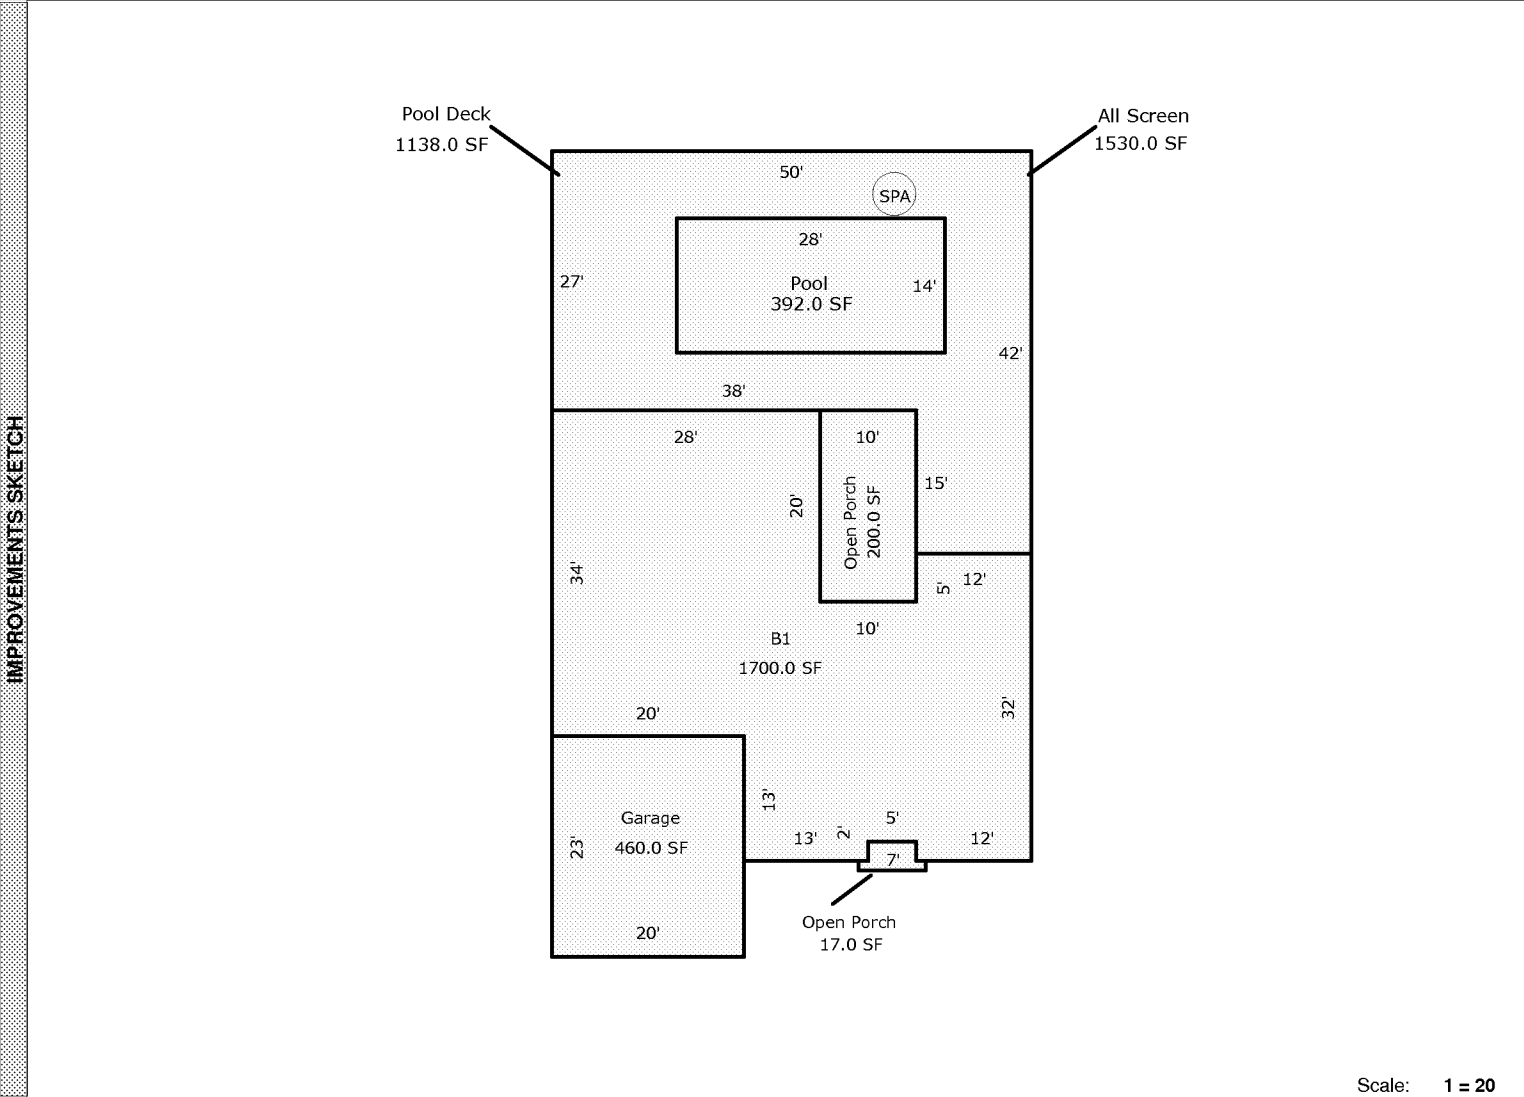 IMPROVEMENTS SKETCH
Pool Deck
1138.0 SF
All Screen
1530.0 SF
50'
SPA
28'
27'
Pool
392.0 SF
14'
42'
38'
28'
10'
20'
Open Porch
200.0 SF
15'
34'
5'
12'
10'
B1
1700.0 SF
32'
20'
13'
Garage
460.0 SF
23'
13'
2'
5'
12'
7'
20'
Open Porch
17.0 SF
Scale: 1 = 20